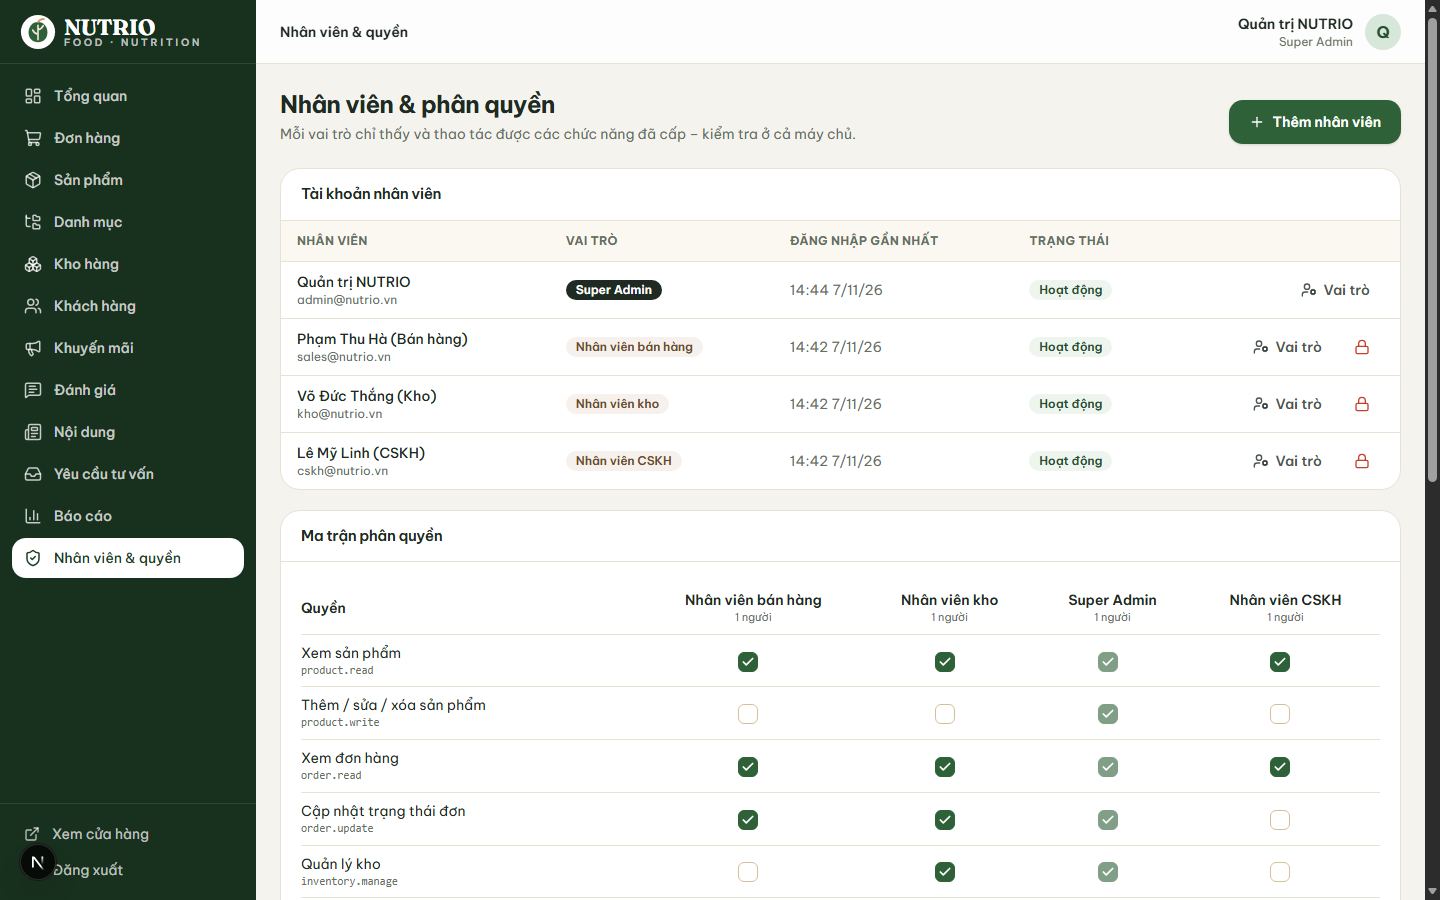 NUTRIO
FOOD · NUTRITION
Tổng quan
Đơn hàng
Sản phẩm
Danh mục
Kho hàng
Khách hàng
Khuyến mãi
Đánh giá
Nội dung
Yêu cầu tư vấn
Báo cáo
Nhân viên & quyền
Xem cửa hàng
N
Đăng xuất
Nhân viên & quyền
Quản trị NUTRIO
Super Admin
Q
Nhân viên & phân quyền
Mỗi vai trò chỉ thấy và thao tác được các chức năng đã cấp – kiểm tra ở cả máy chủ.
Thêm nhân viên
Tài khoản nhân viên
NHÂN VIÊN VAI TRÒ ĐĂNG NHẬP GẦN NHẤT TRẠNG THÁI
Quản trị NUTRIO
admin@nutrio.vn
Super Admin 14:44 7/11/26 Hoạt động Vai trò
Phạm Thu Hà (Bán hàng)
sales@nutrio.vn
Nhân viên bán hàng 14:42 7/11/26 Hoạt động Vai trò
Võ Đức Thắng (Kho)
kho@nutrio.vn
Nhân viên kho 14:42 7/11/26 Hoạt động Vai trò
Lê Mỹ Linh (CSKH)
cskh@nutrio.vn
Nhân viên CSKH 14:42 7/11/26 Hoạt động Vai trò
Ma trận phân quyền
Quyền
Nhân viên bán hàng Nhân viên kho Super Admin Nhân viên CSKH
1 người 1 người 1 người 1 người
Xem sản phẩm
product.read
Thêm / sửa / xóa sản phẩm
product.write
Xem đơn hàng
order.read
Cập nhật trạng thái đơn
order.update
Quản lý kho
inventory.manage